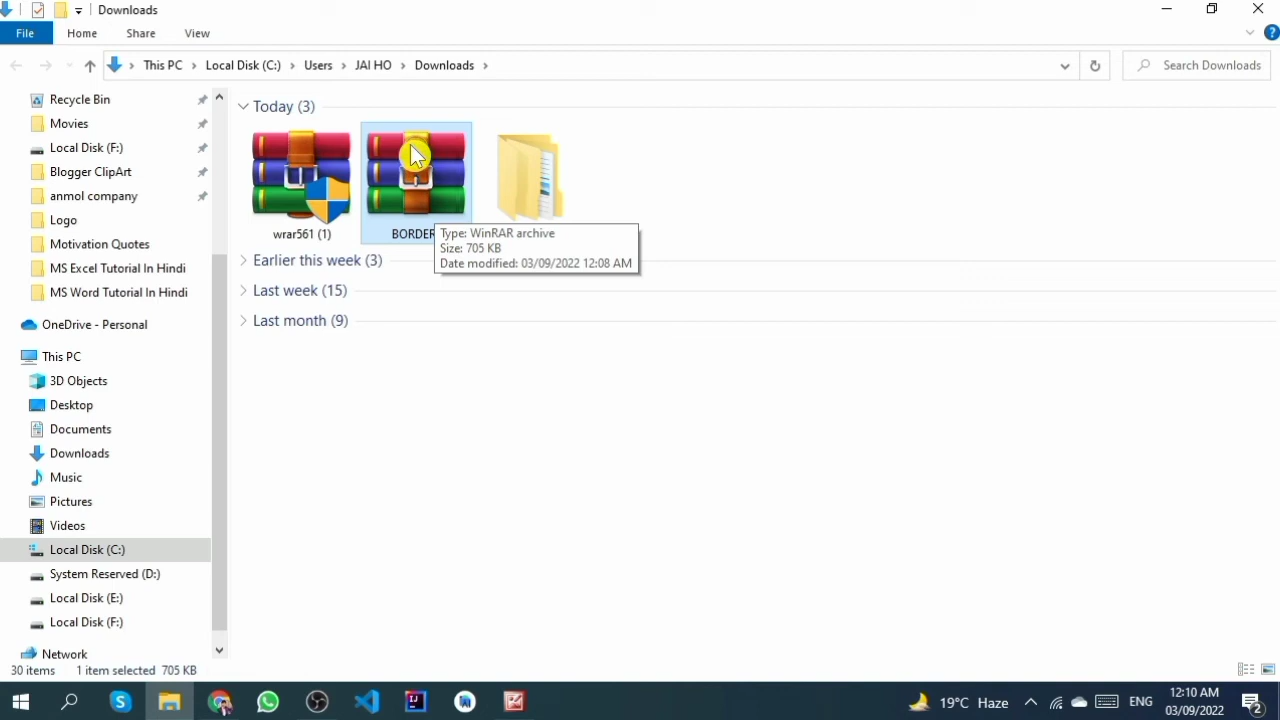 Downloads
File
Home
Share
View
This PC
Local Disk (C:)
Users
JAI HO
Downloads
Search Downloads
Recycle Bin
Movies
Local Disk (F:)
Blogger ClipArt
anmol company
Logo
Motivation Quotes
MS Excel Tutorial In Hindi
MS Word Tutorial In Hindi
OneDrive - Personal
This PC
3D Objects
Desktop
Documents
Downloads
Music
Pictures
Videos
Local Disk (C:)
System Reserved (D:)
Local Disk (E:)
Local Disk (F:)
Network
Today (3)
wrar561 (1)
BORDER
Type: WinRAR archive
Size: 705 KB
Date modified: 03/09/2022 12:08 AM
Earlier this week (3)
Last week (15)
Last month (9)
30 items
1 item selected 705 KB
19°C Haze
ENG
12:10 AM
03/09/2022
2